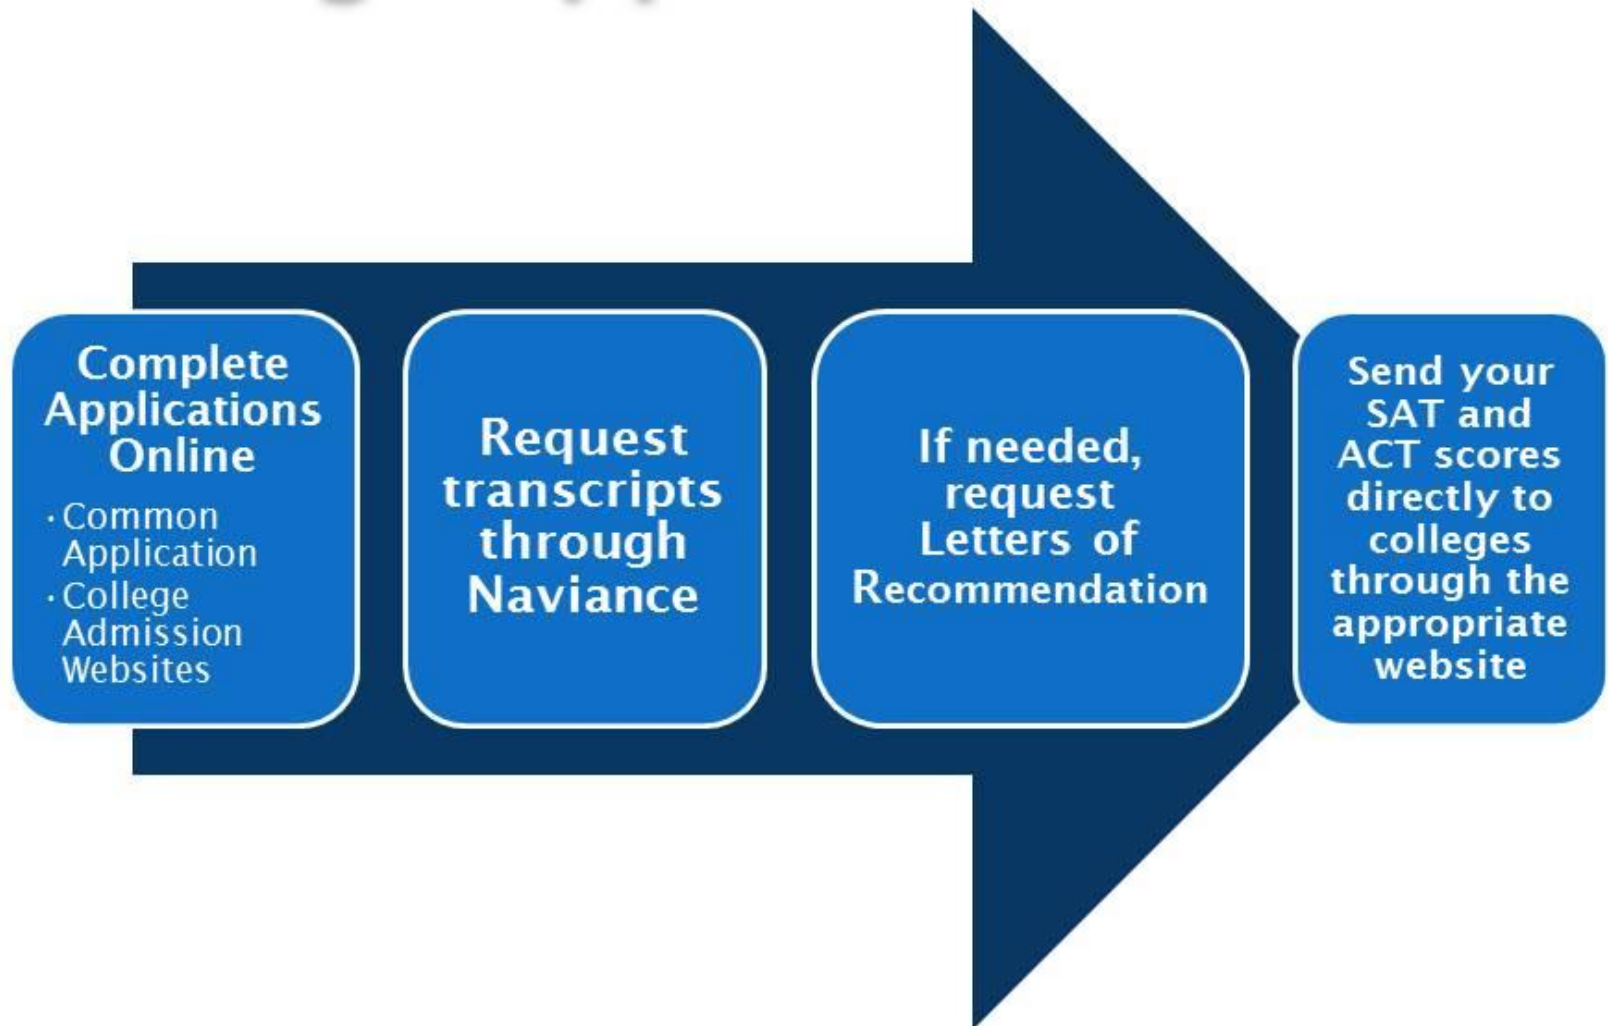 Complete
Applications
Online
· Common
Application
· College
Admission
Websites
Request
transcripts
through
Naviance
If needed,
request
Letters of
Recommendation
Send your
SAT and
ACT scores
directly to
colleges
through the
appropriate
website